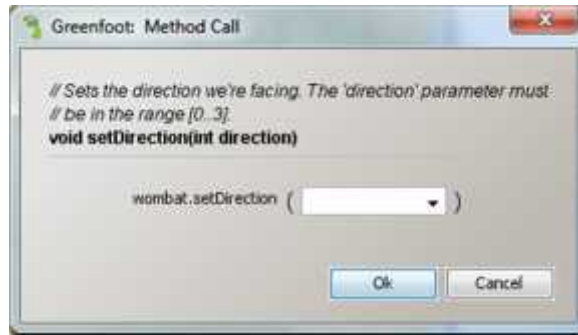 Greenfoot: Method Call
// Sets the direction we're facing. The 'direction' parameter must
// be in the range [0..3].
void setDirection(int direction)
wombat.setDirection ( )
Ok Cancel